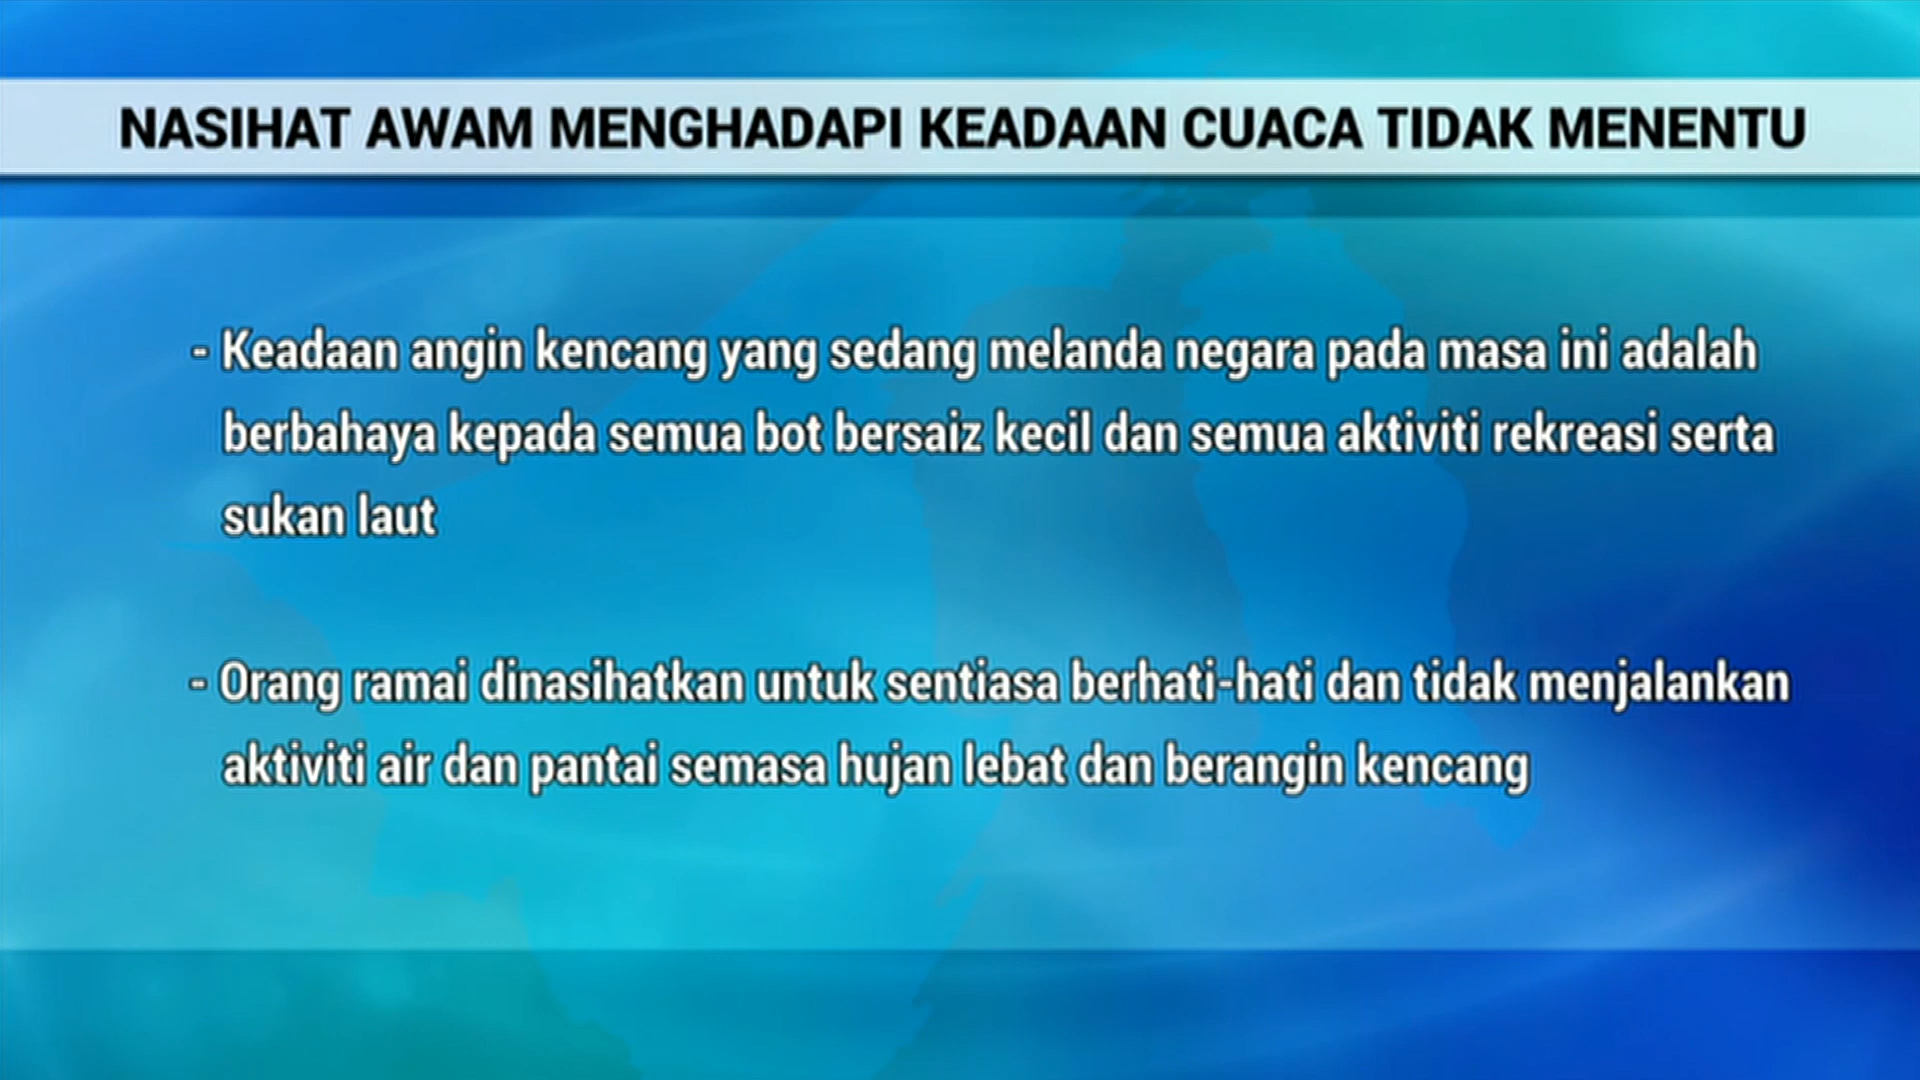 NASIHAT AWAM MENGHADAPI KEADAAN CUACA TIDAK MENENTU
- Keadaan angin kencang yang sedang melanda negara pada masa ini adalah
berbahaya kepada semua bot bersaiz kecil dan semua aktiviti rekreasi serta
sukan laut
- Orang ramai dinasihatkan untuk sentiasa berhati-hati dan tidak menjalankan
aktiviti air dan pantai semasa hujan lebat dan berangin kencang